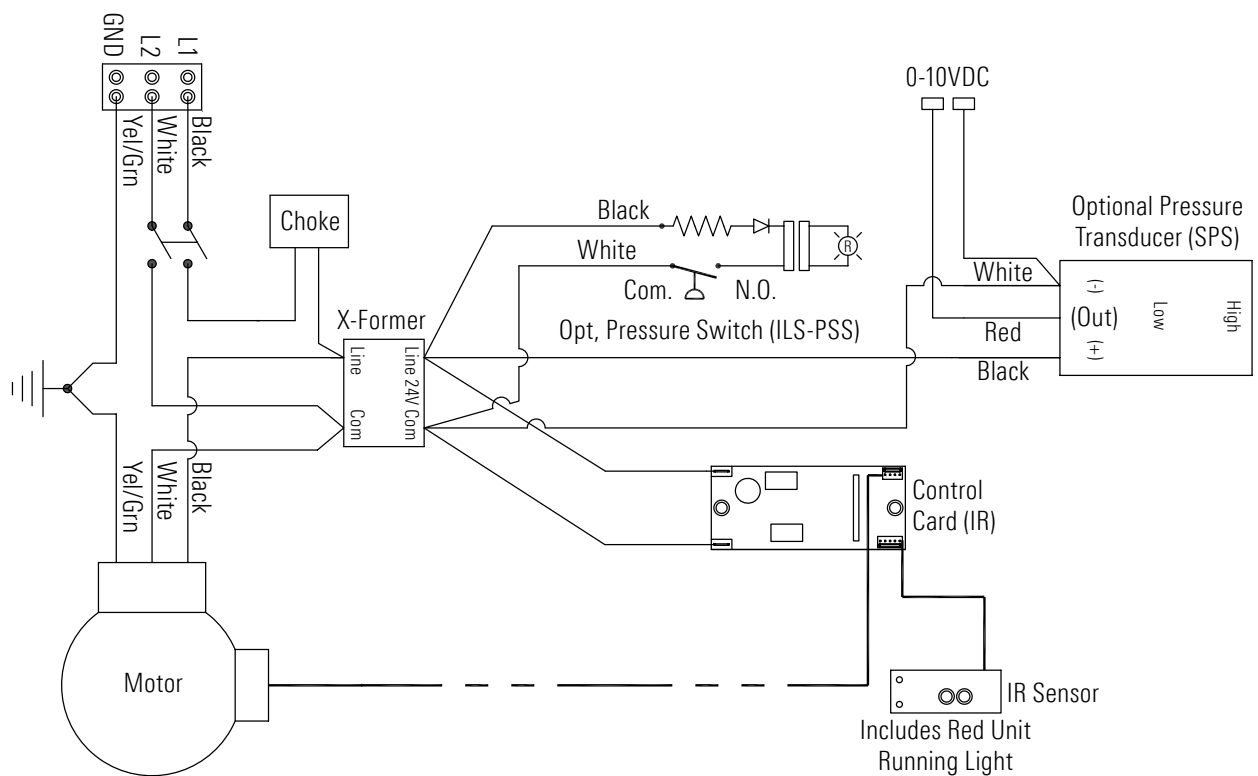 GND
L2
L1
Yel/Grn
White
Black
Choke
X-Former
Line
Com
Line 24V Com
Black
White
Com.
N.O.
R
Opt, Pressure Switch (ILS-PSS)
0-10VDC
Optional Pressure
Transducer (SPS)
White
Red
Black
(-)
(Out)
(+)
Low
High
Yel/Grn
White
Black
Motor
Control
Card (IR)
IR Sensor
Includes Red Unit
Running Light